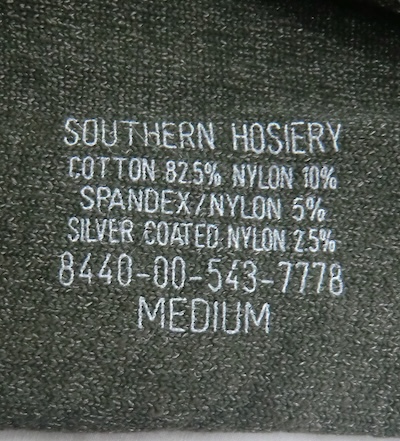 SOUTHERN HOSIERY
COTTON 82.5% NYLON 10%
SPANDEX/NYLON 5%
SILVER COATED NYLON 2.5%
8440-00-543-7778
MEDIUM